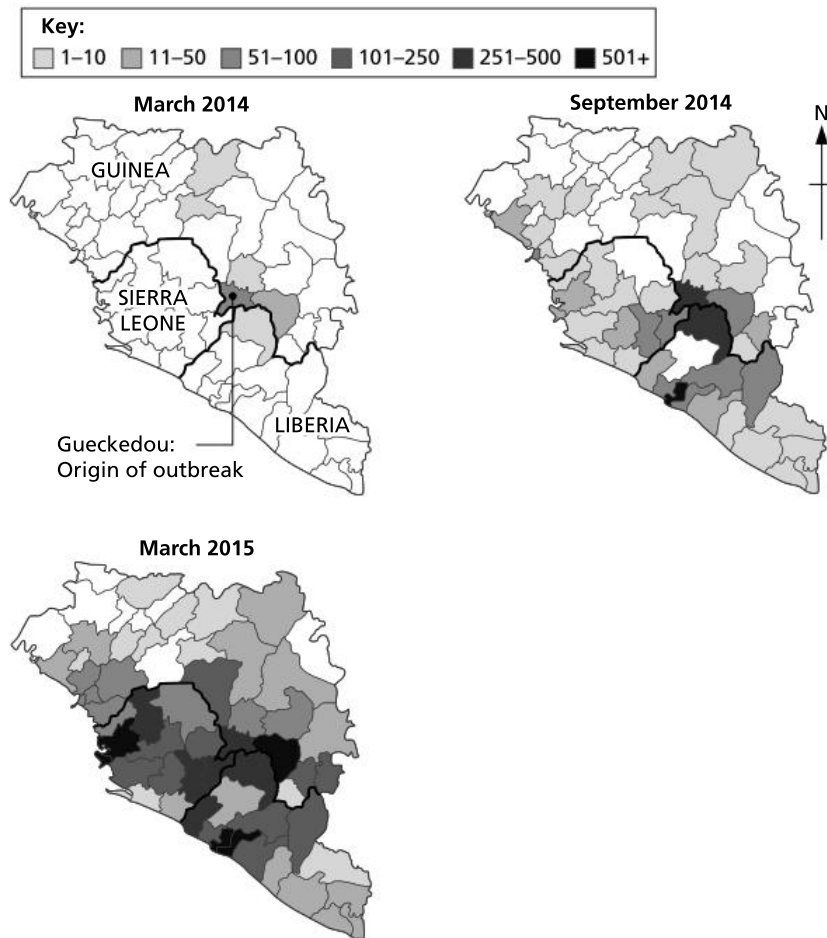 Key:
1–10 11–50 51–100 101–250 251–500 501+
March 2014
September 2014
N
GUINEA
SIERRA
LEONE
LIBERIA
Gueckedou:
Origin of outbreak
March 2015